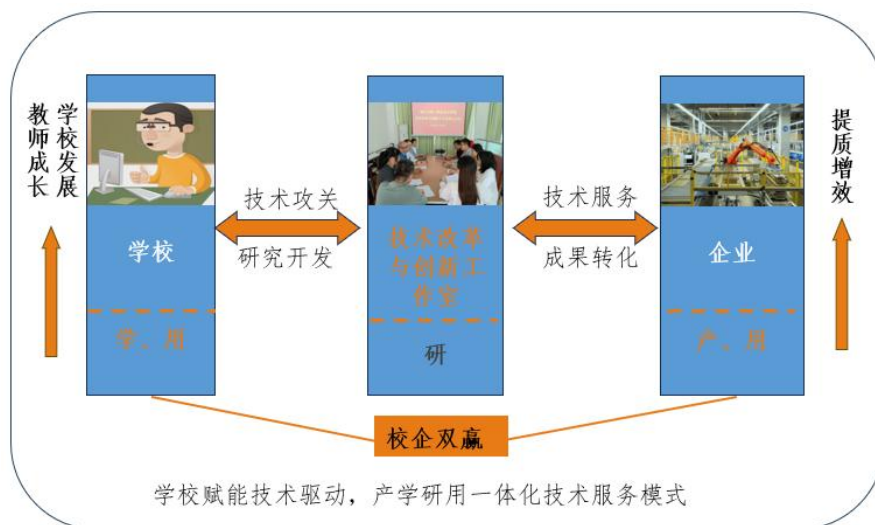 学校发展
教师成长
学校
学、用
技术攻关
研究开发
技术改革
与创新工
作室
研
技术服务
成果转化
企业
产、用
提质增效
校企双赢
学校赋能技术驱动，产学研用一体化技术服务模式